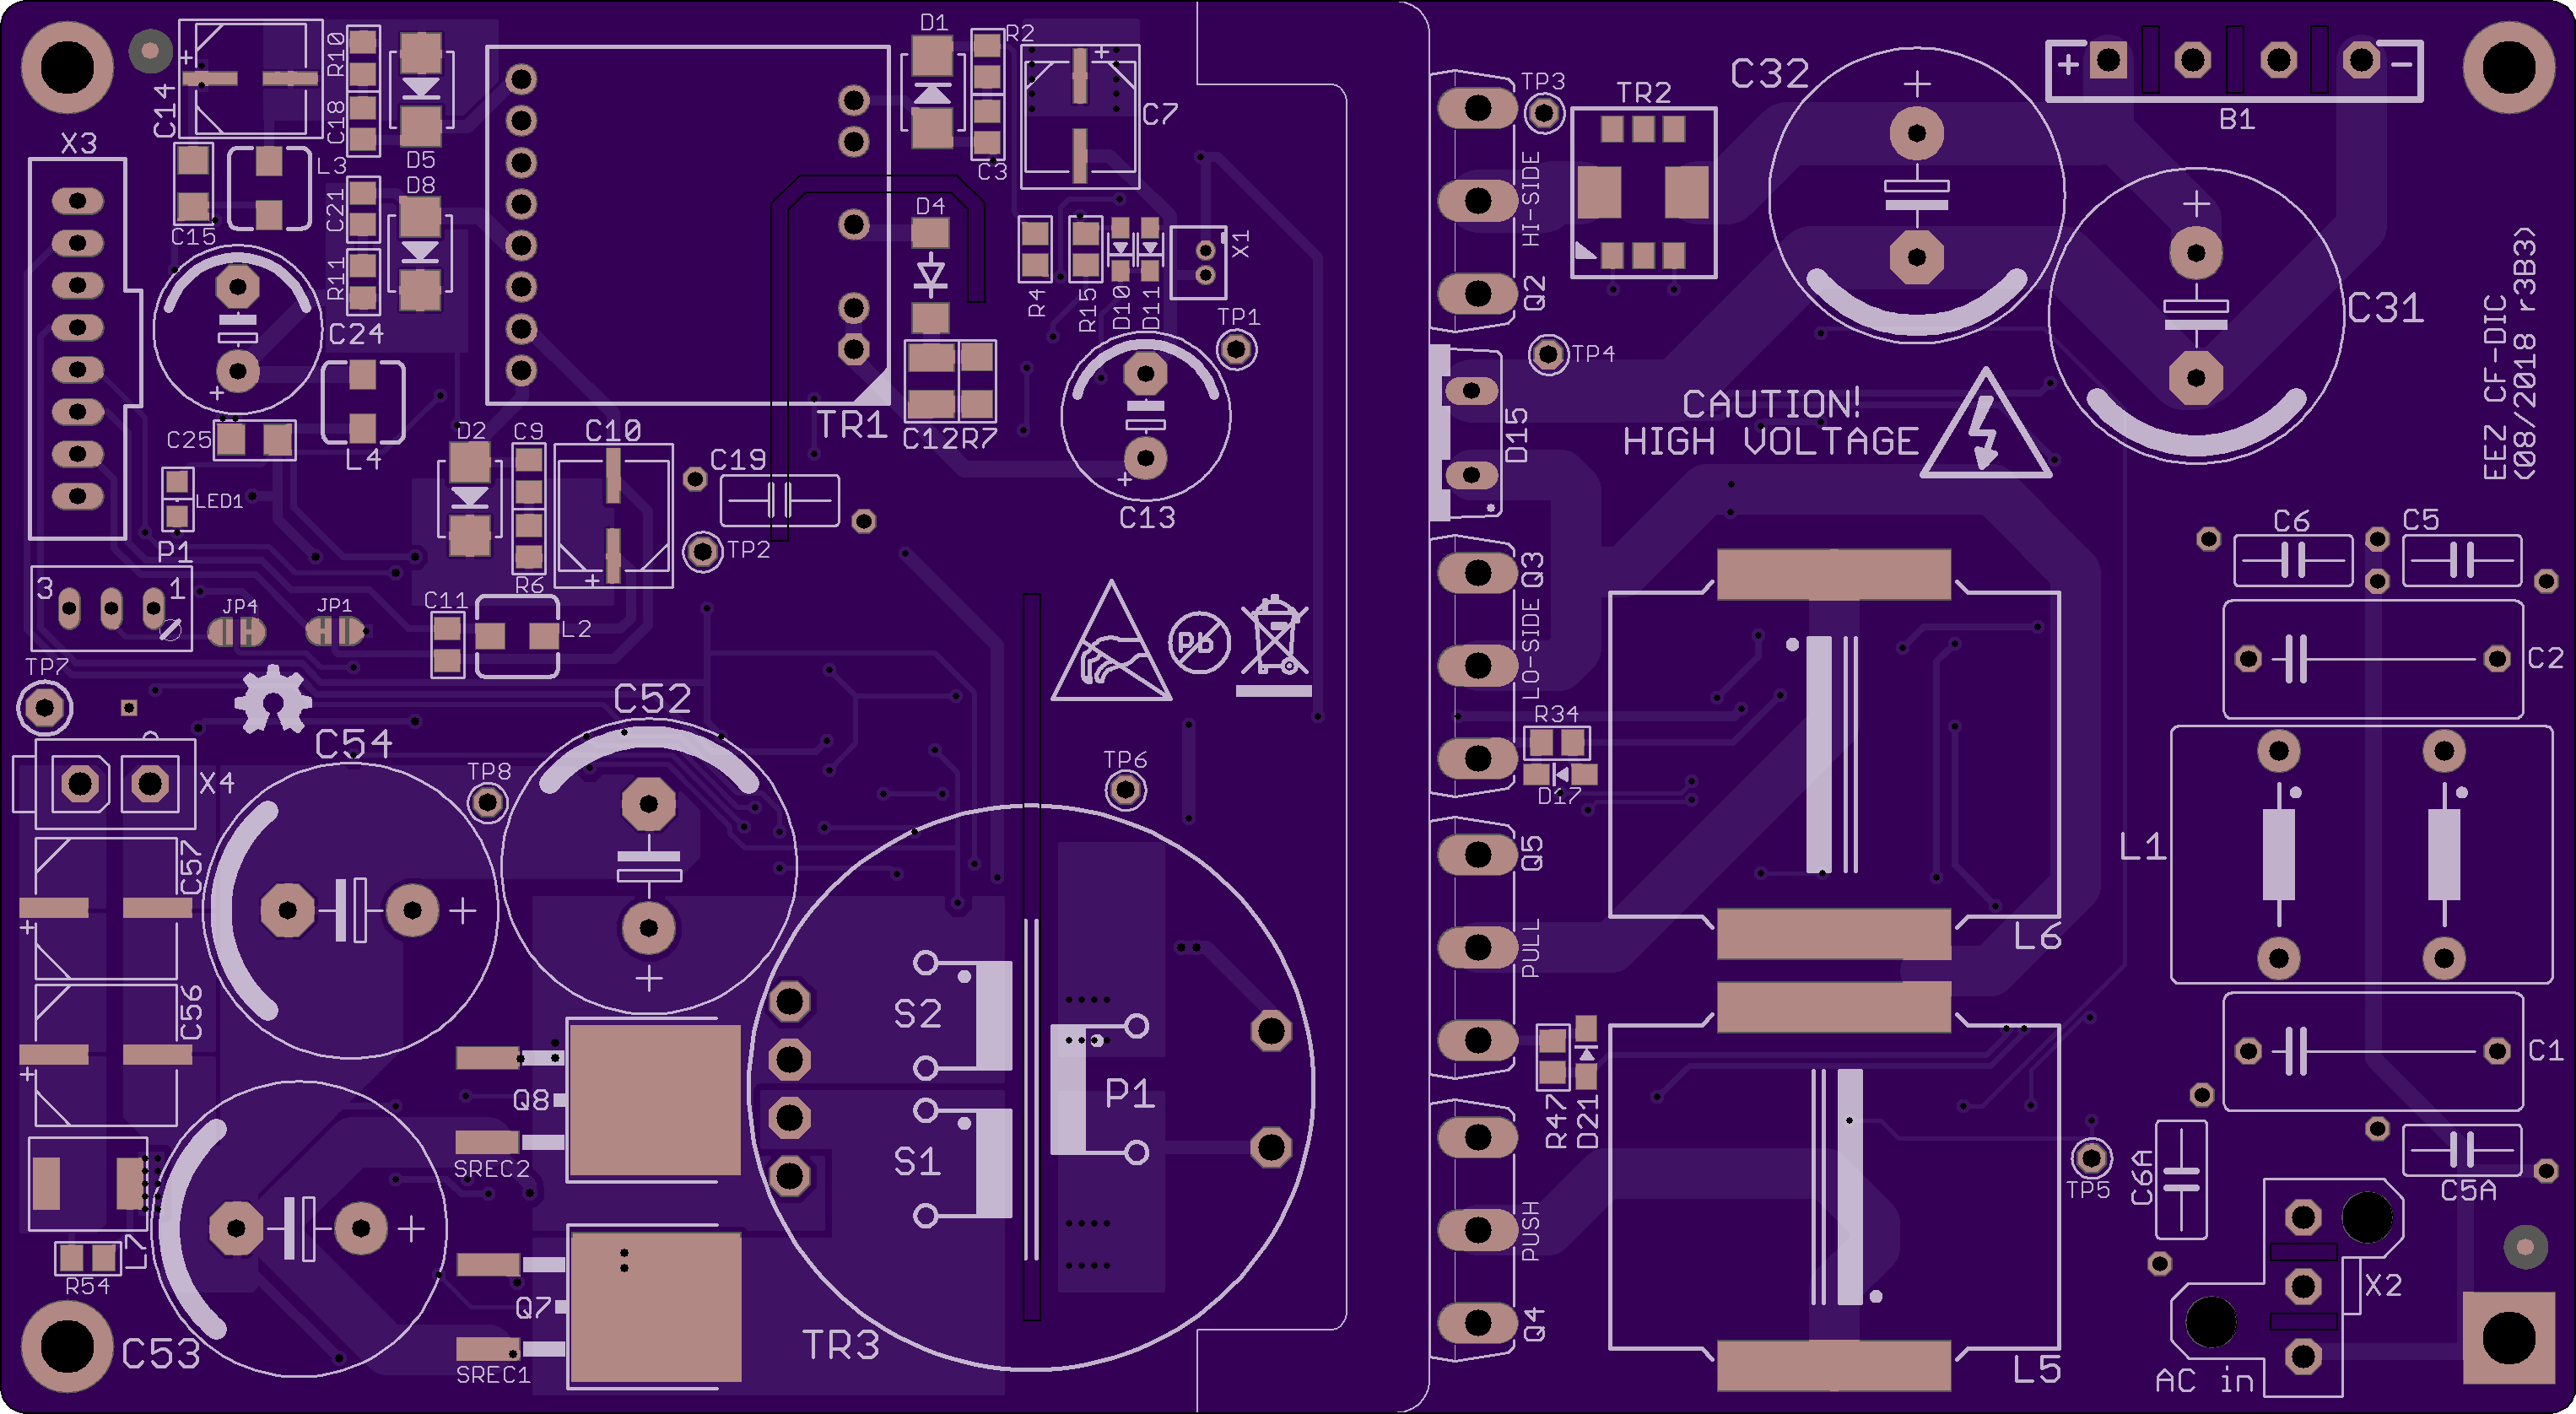 C14
R10
C18
D5
D8
X3
L3
C15
C21
R11
C24
C25
L4
LED1
P1
3
1
JP4
JP1
TP7
D1
R2
C3
C7
D4
R4
R15
D10
D11
X1
TP1
TR1
C12
R7
C13
D2
C9
C10
C19
TP2
R6
C11
L2
Pb
C52
C54
TP8
TP6
X4
C57
C56
L7
R54
C53
Q8
SREC2
Q7
SREC1
S2
S1
P1
TR3
TP3
HI-SIDE
Q2
TR2
TP4
D15
C32
B1
C31
CAUTION!
HIGH VOLTAGE
EEZ CF-DIC
(08/2018 r3B3)
Q3
LO-SIDE
R34
D17
Q5
PULL
L6
R47
D21
PUSH
Q4
L5
TP5
C6
C5
C2
L1
C1
C6A
C5A
X2
AC in